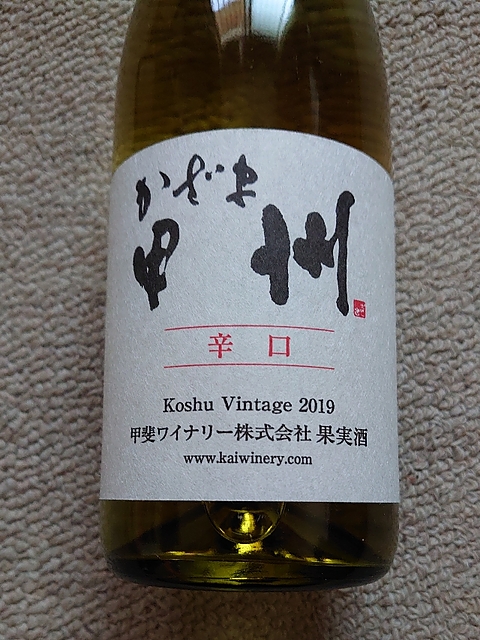 かざま
甲州
辛口
Koshu Vintage 2019
甲斐ワイナリー株式会社 果実酒
www.kaiwinery.com